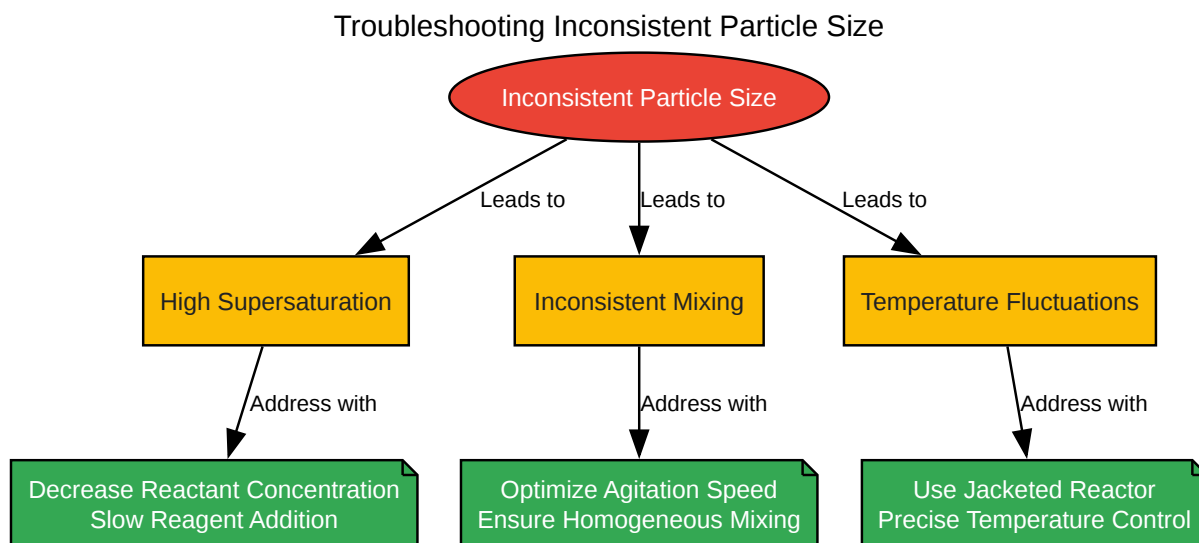 Troubleshooting Inconsistent Particle Size
Inconsistent Particle Size
Leads to
Leads to
Leads to
High Supersaturation
Inconsistent Mixing
Temperature Fluctuations
Address with
Address with
Address with
Decrease Reactant Concentration
Slow Reagent Addition
Optimize Agitation Speed
Ensure Homogeneous Mixing
Use Jacketed Reactor
Precise Temperature Control